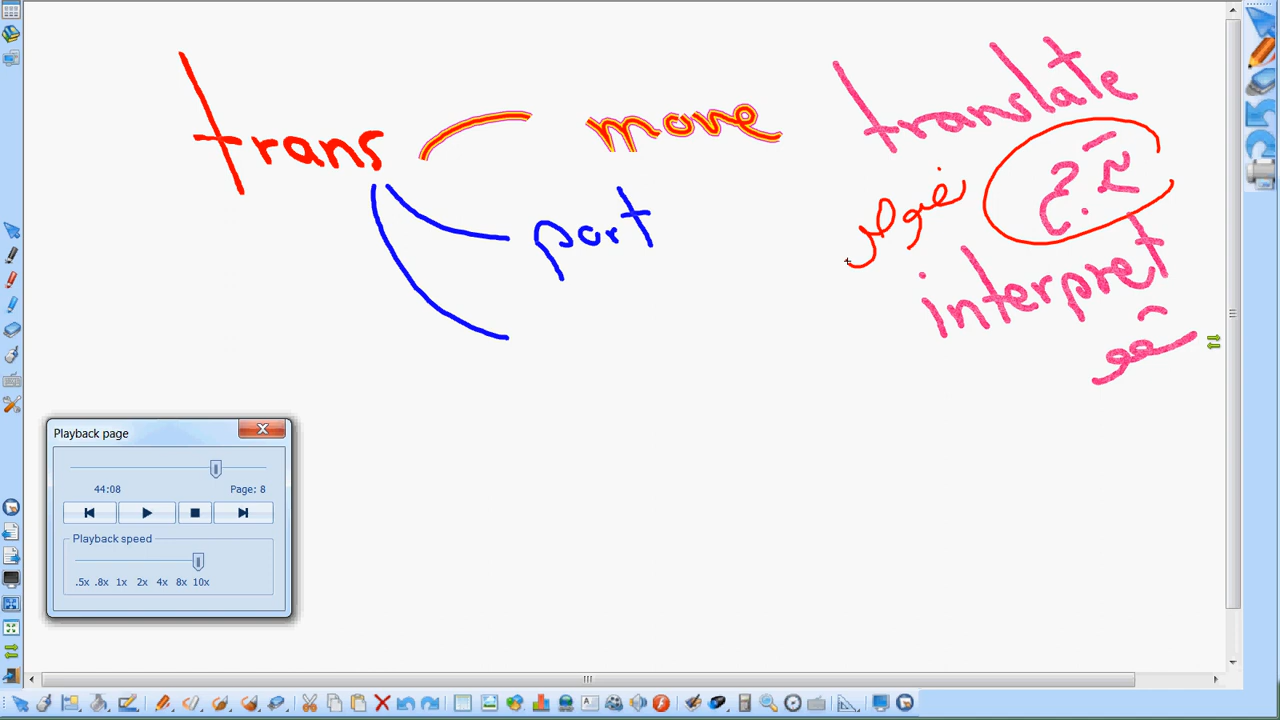 trans
move
part
translate
interpret
Playback page
44:08
Page; 8
Playback speed
.5x .8x 1x 2x 4x 8x 10x